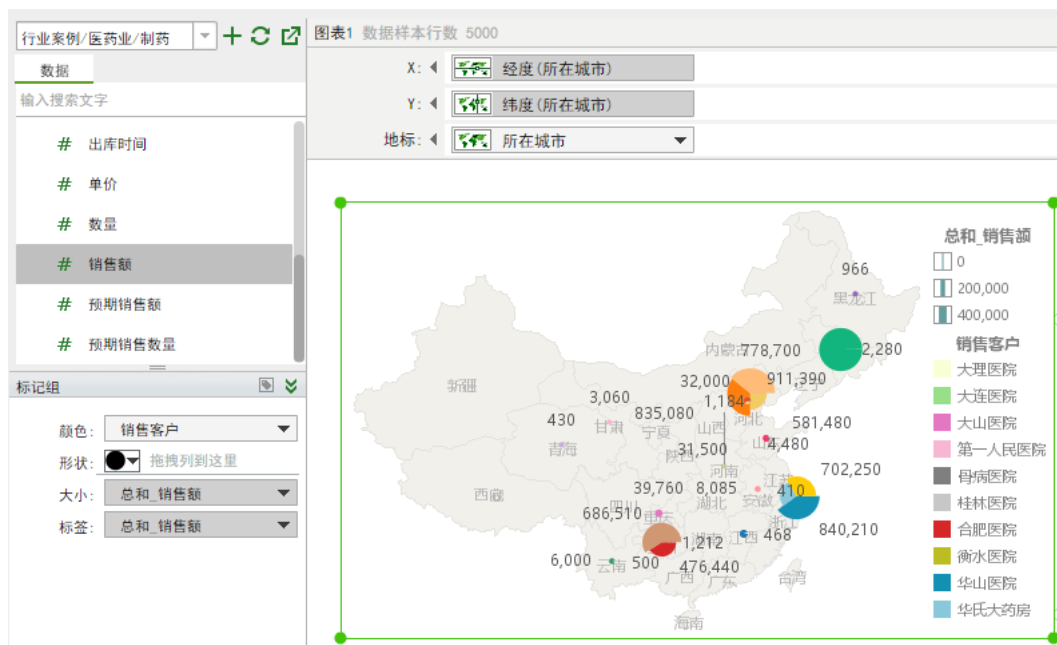 行业案例/医药业/制药
图表1 数据样本行数 5000
数据
X:
经度(所在城市)
输入搜索文字
Y:
纬度(所在城市)
地标:
所在城市
# 出库时间
# 单价
# 数量
# 销售额
# 预期销售额
# 预期销售数量
标记组
颜色:
销售客户
形状:
拖拽列到这里
大小:
总和_销售额
标签:
总和_销售额
966
黑龙江
内蒙古
778,700
2,280
辽宁
新疆
32,000
911,390
3,060
1,184
河北
430
甘肃
835,080
宁夏
山西
581,480
青海
陕西
31,500
4,480
河南
702,250
西藏
39,760
8,085
江苏
410
四川
湖北
安徽
686,510
重庆
浙江
840,210
1,212
湖南
江西
468
6,000
云南
500
476,440
广西
广东
台湾
海南
总和_销售额
0
200,000
400,000
销售客户
大理医院
大连医院
大山医院
第一人民医院
骨病医院
桂林医院
合肥医院
衡水医院
华山医院
华氏大药房